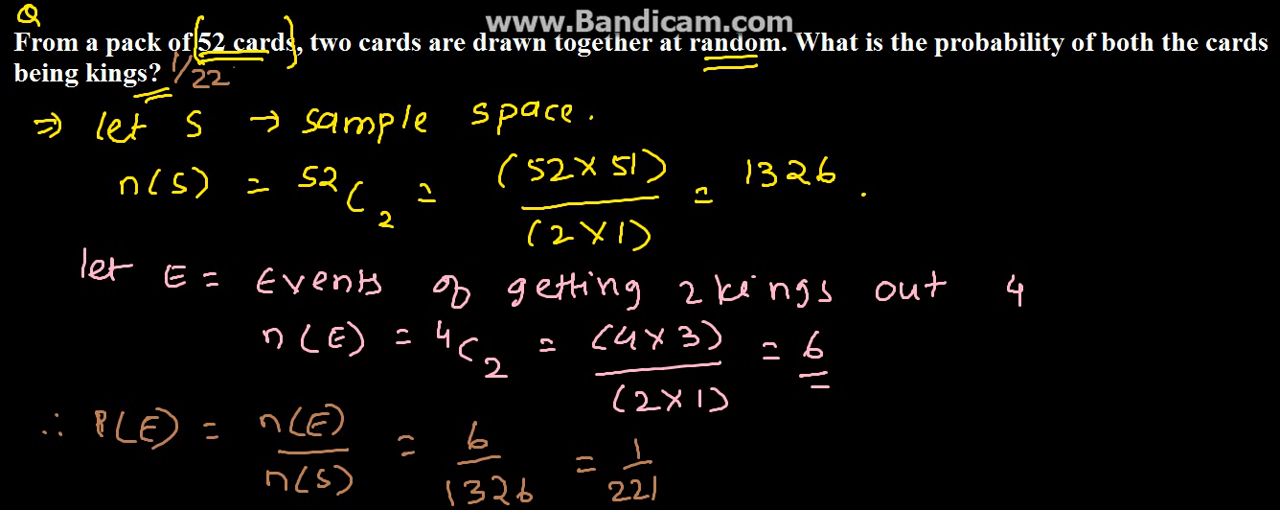 www.Bandicam.com
Q
From a pack of 52 cards, two cards are drawn together at random. What is the probability of both the cards
being kings? 1/22
⇒ let S → sample space.
n(S) = 52C2 = (52×51)/(2×1) = 1326.
let E = Events of getting 2 kings out 4
n(E) = 4C2 = (4×3)/(2×1) = 6
∴ P(E) = n(E)/n(S) = 6/1326 = 1/221